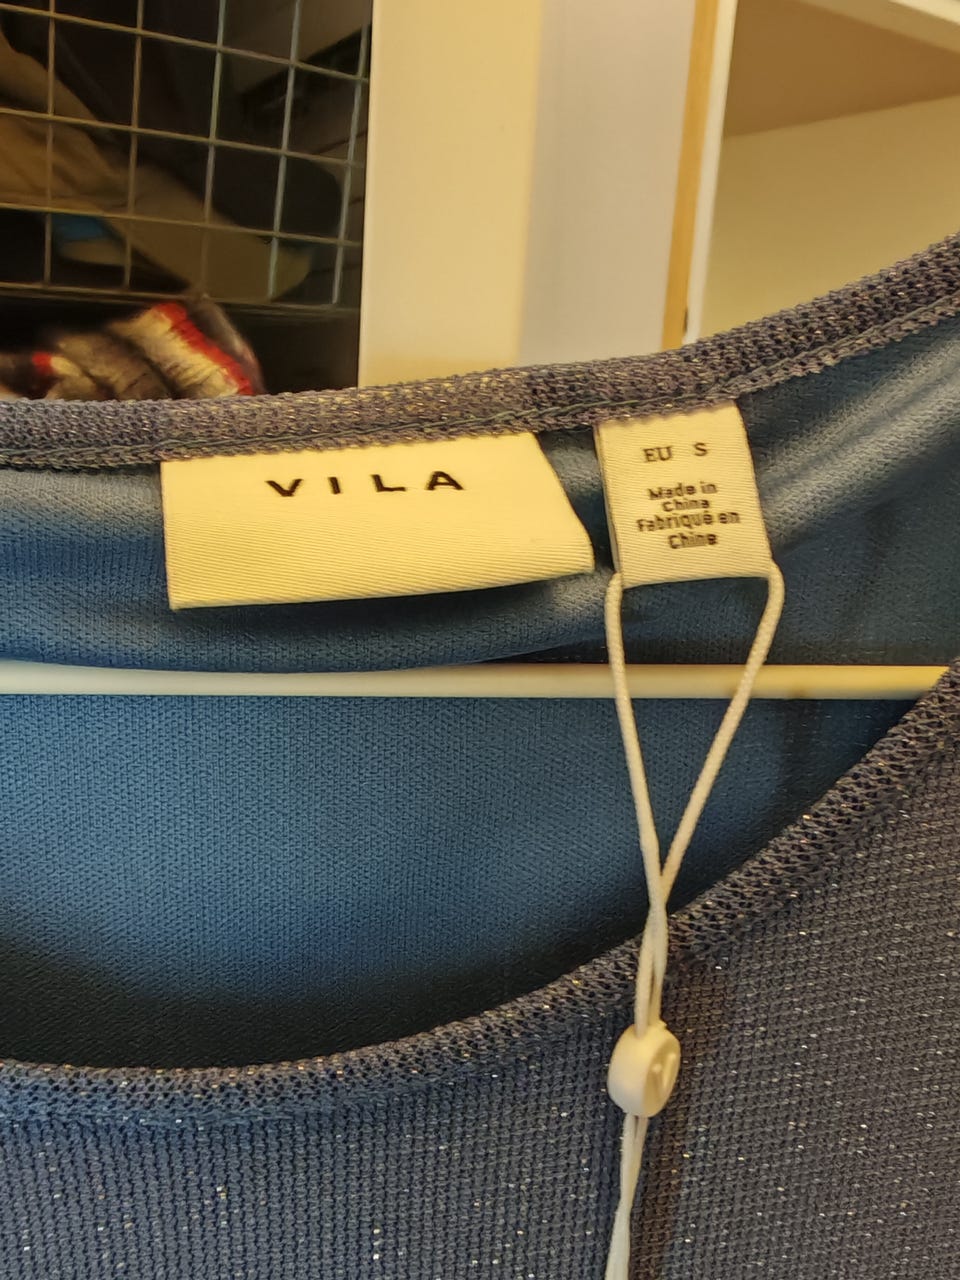 VILA
EU S
Made in
China
Fabriqué en
Chine